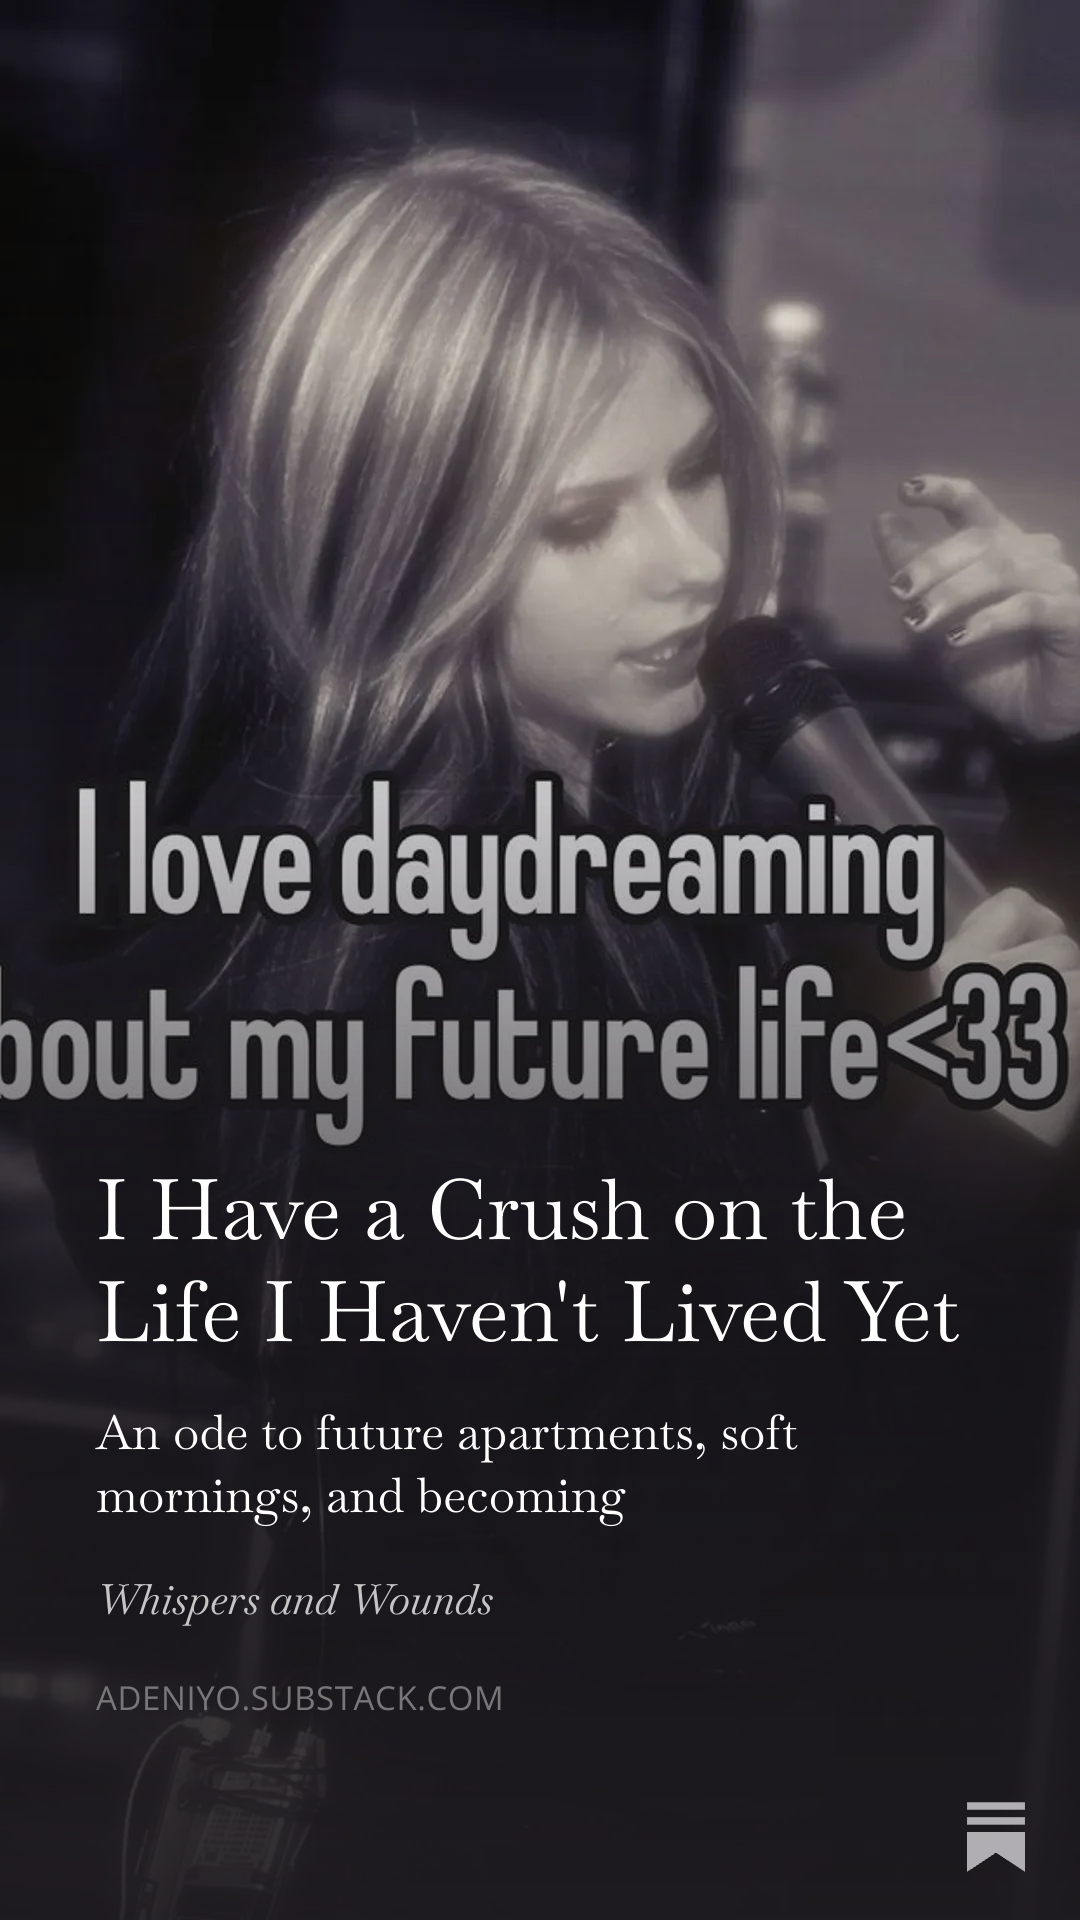 I love daydreaming
bout my future life<33
I Have a Crush on the
Life I Haven't Lived Yet
An ode to future apartments, soft
mornings, and becoming
Whispers and Wounds
ADENIYO.SUBSTACK.COM